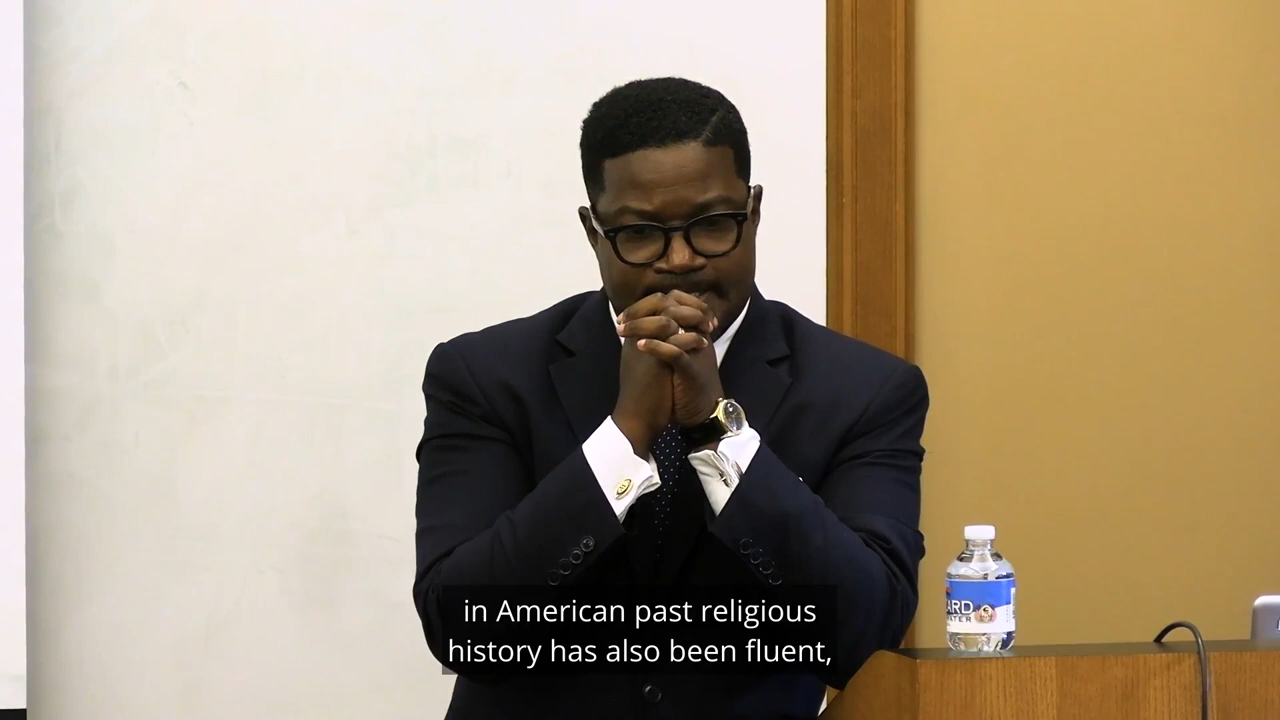 in American past religious
history has also been fluent,